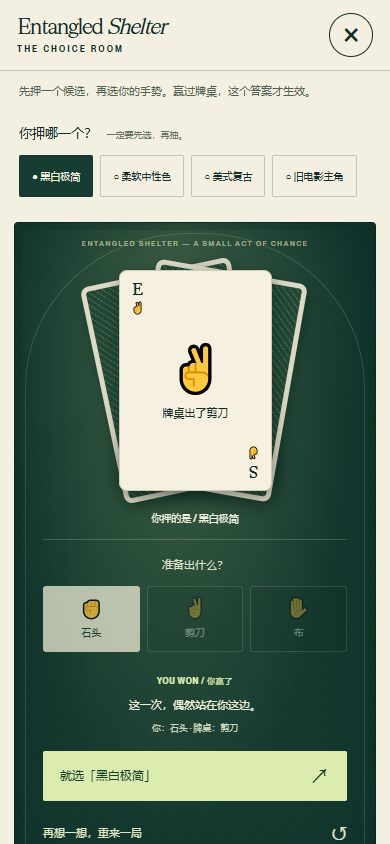 Entangled Shelter
THE CHOICE ROOM
先押一个候选，再选你的手势。赢过牌桌，这个答案才生效。
你押哪一个？ 一定要先选，再抽。
黑白极简 柔软中性色 美式复古 旧电影主角
ENTANGLED SHELTER — A SMALL ACT OF CHANCE
E
牌桌出了剪刀
S
你押的是 / 黑白极简
准备出什么？
石头 剪刀 布
YOU WON / 你赢了
这一次，偶然站在你这边。
你：石头 · 牌桌：剪刀
就选「黑白极简」
再想一想，重来一局